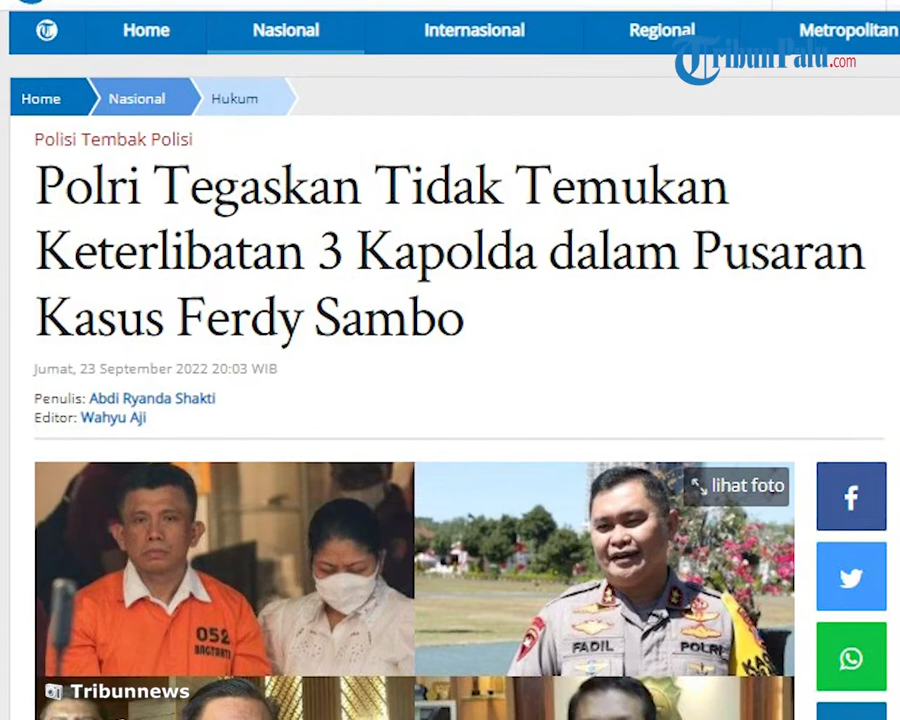 Home Nasional Internasional Regional Metropolitan
TribunPalu.com
Home Nasional Hukum
Polisi Tembak Polisi
Polri Tegaskan Tidak Temukan
Keterlibatan 3 Kapolda dalam Pusaran
Kasus Ferdy Sambo
Jumat, 23 September 2022 20:03 WIB
Penulis: Abdi Ryanda Shakti
Editor: Wahyu Aji
lihat foto
052
FADIL POLRI
Tribunnews